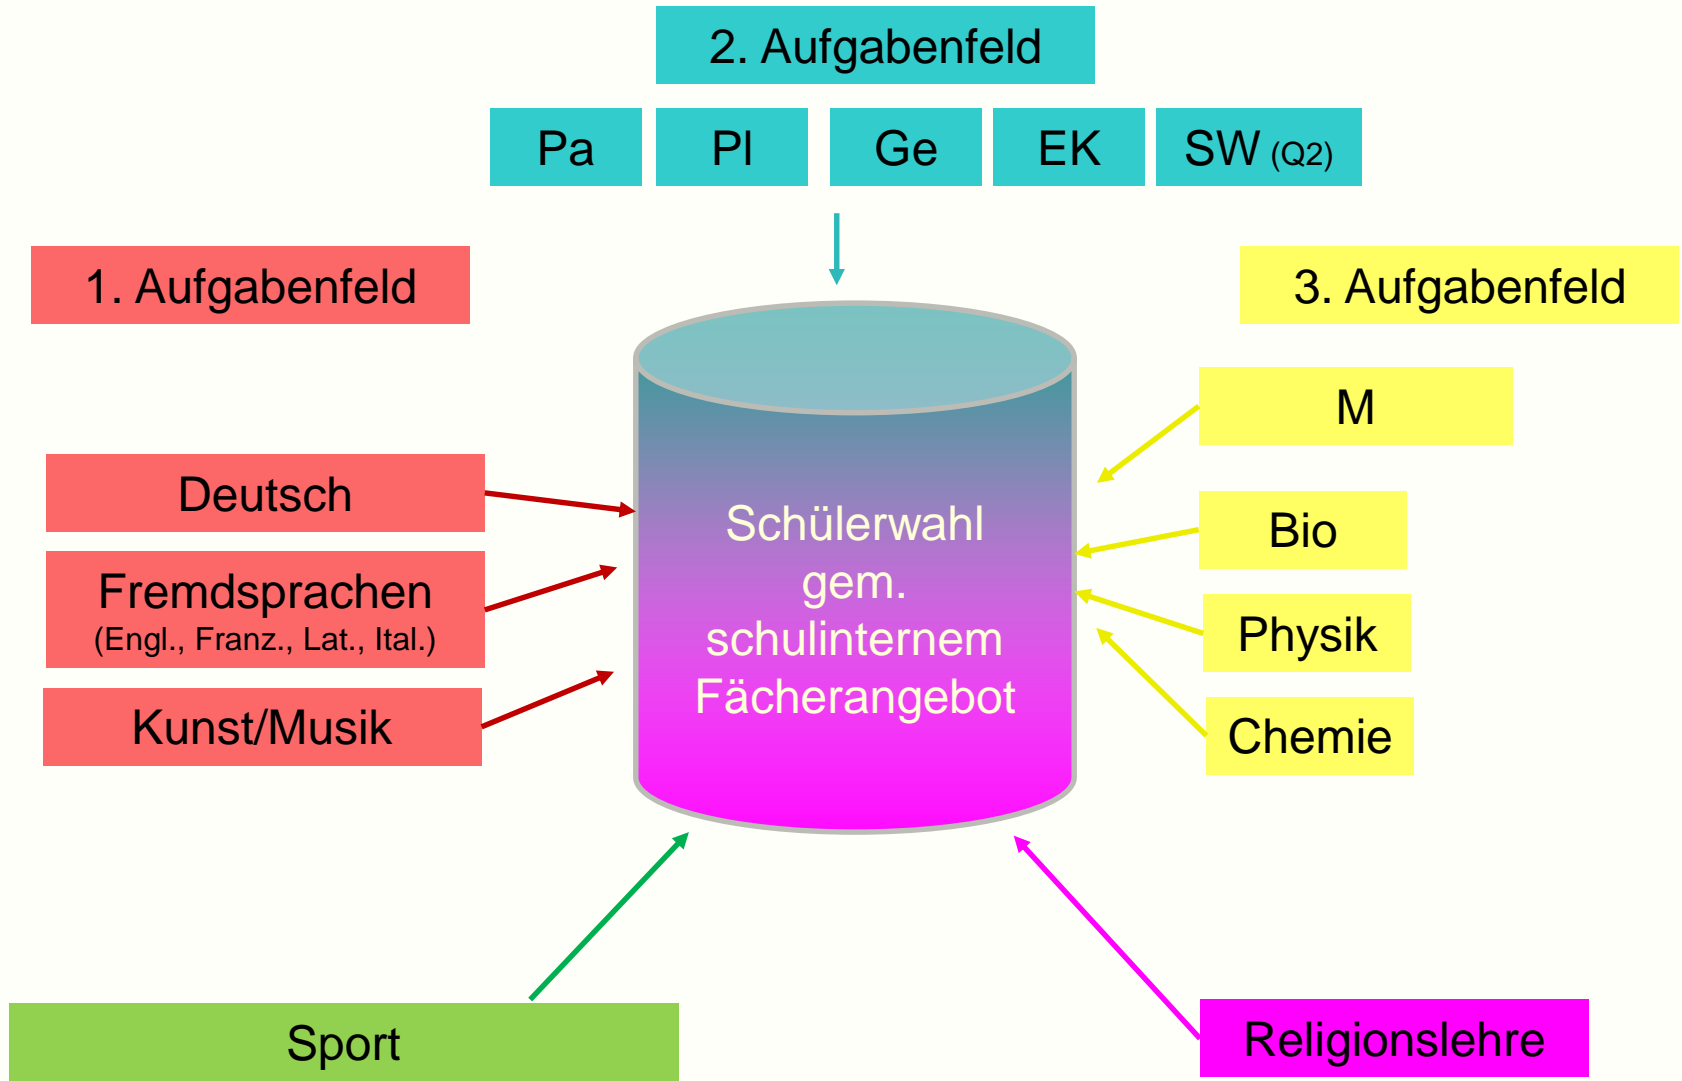 2. Aufgabenfeld
Pa
Pl
Ge
EK
SW (Q2)
1. Aufgabenfeld
3. Aufgabenfeld
Deutsch
Fremdsprachen
(Engl., Franz., Lat., Ital.)
Kunst/Musik
Schülerwahl
gem.
schulinternem
Fächerangebot
M
Bio
Physik
Chemie
Sport
Religionslehre